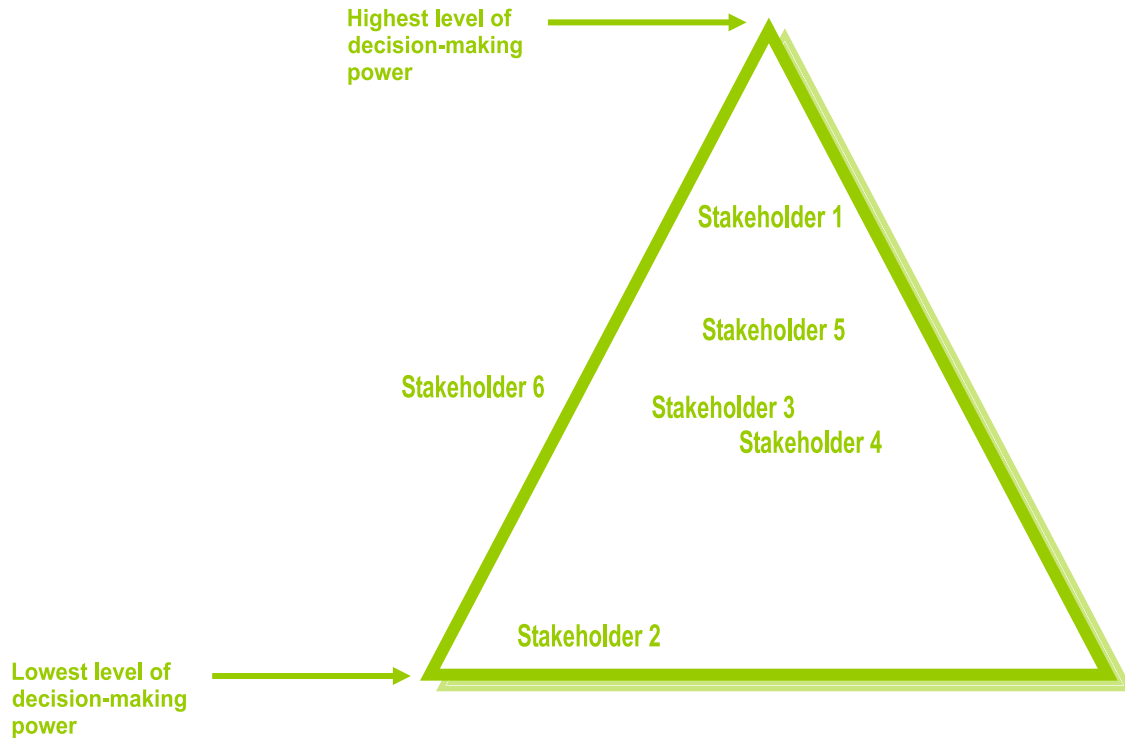 Highest level of
decision-making
power
Stakeholder 1
Stakeholder 5
Stakeholder 6
Stakeholder 3
Stakeholder 4
Stakeholder 2
Lowest level of
decision-making
power